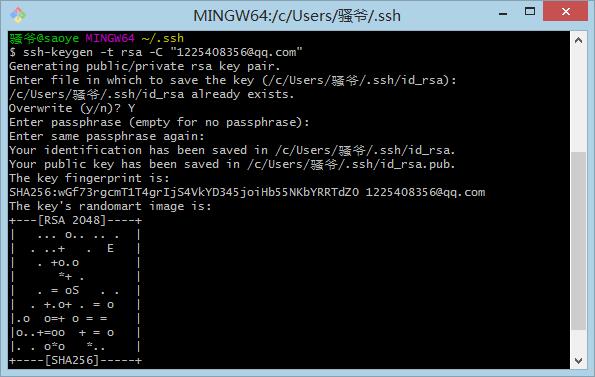 MINGW64:/c/Users/骚爷/.ssh
骚爷@saoye MINGW64 ~/.ssh
$ ssh-keygen -t rsa -C "1225408356@qq.com"
Generating public/private rsa key pair.
Enter file in which to save the key (/c/Users/骚爷/.ssh/id_rsa):
/c/Users/骚爷/.ssh/id_rsa already exists.
Overwrite (y/n)? Y
Enter passphrase (empty for no passphrase):
Enter same passphrase again:
Your identification has been saved in /c/Users/骚爷/.ssh/id_rsa.
Your public key has been saved in /c/Users/骚爷/.ssh/id_rsa.pub.
The key fingerprint is:
SHA256:wGf73rgcmT1T4grIjS4VkYD345joiHb55NKbYRRTdZ0 1225408356@qq.com
The key's randomart image is:
+---[RSA 2048]----+
|   ... o.. .. .  |
|  . ..+   .  E   |
|   . +o.o        |
|      *+ .       |
|   . = oS   . .  |
|  . +.o+ . = o   |
|.o  o=+ o = =    |
|o..+=oo  + = o   |
|. . o*o   *..    |
+----[SHA256]-----+